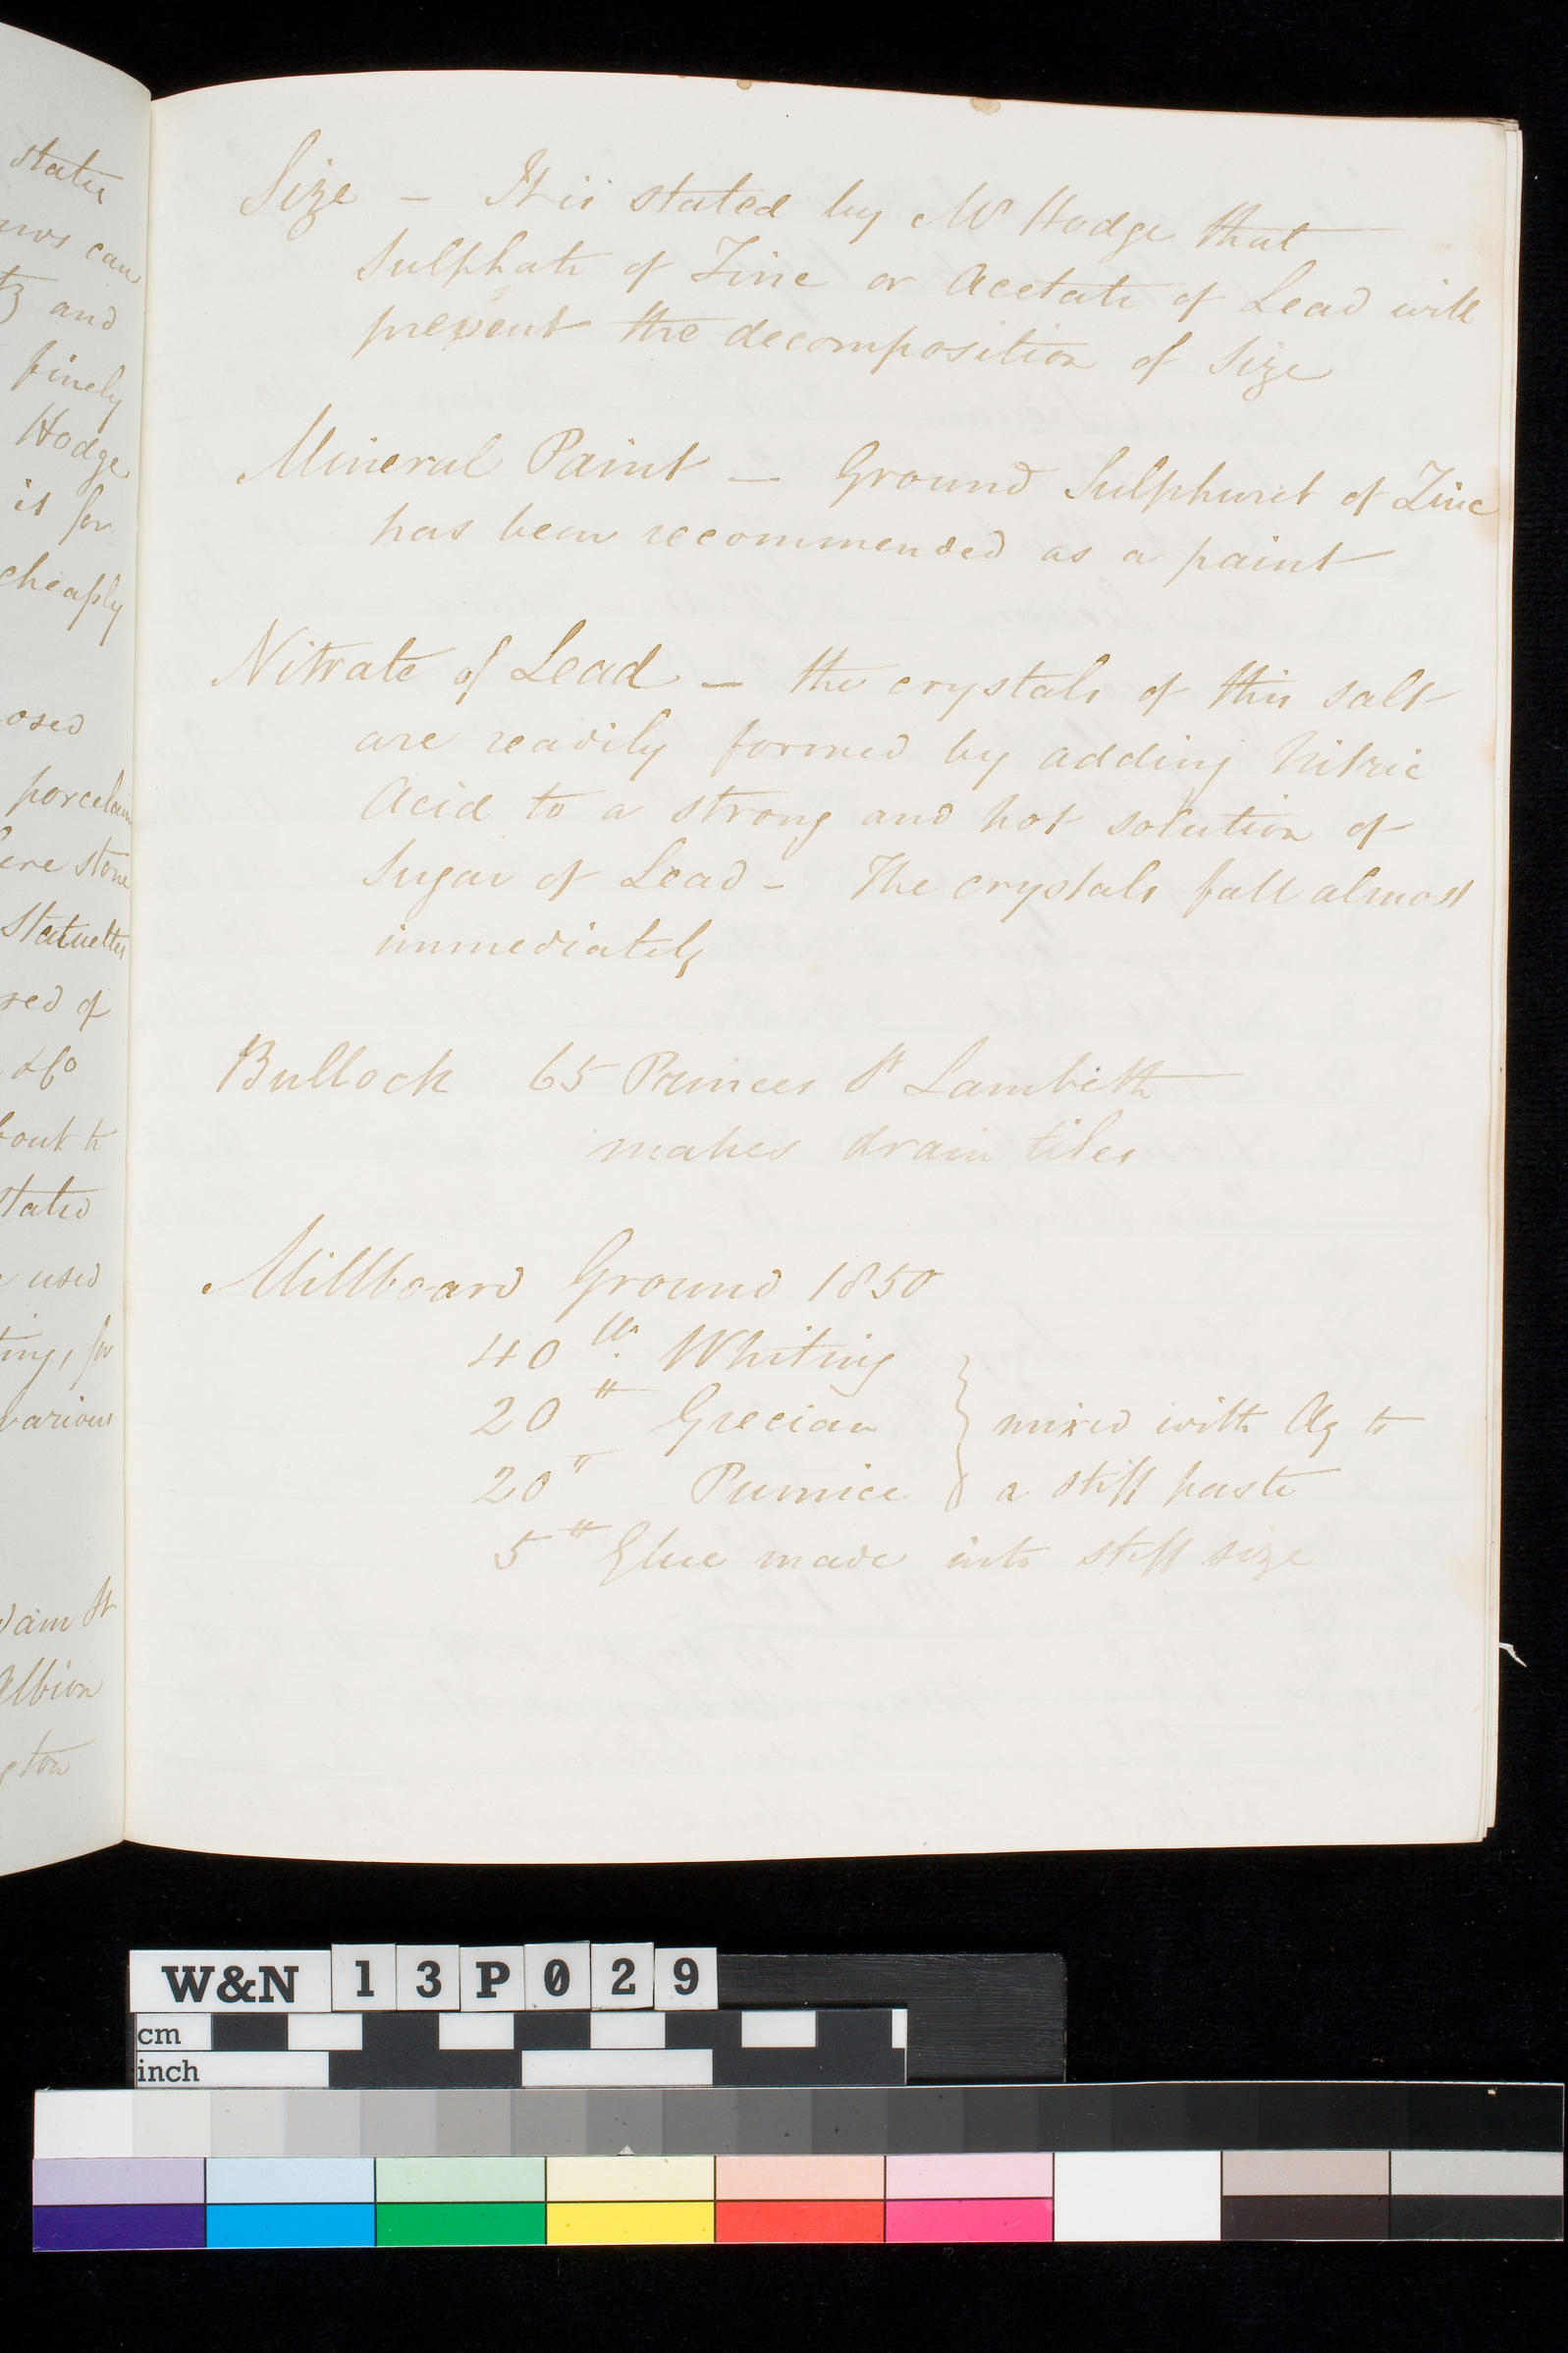 state
can
and
finely
Hodge
is for
cheaply
osed
porcelain
ere stone
Statuettes
sed of
&60
bout to
stated
used
ting, for
various
dam St
Albion
gton
Size - It is stated by Mr Hodge that
Sulphate of Zinc or Acetate of Lead will
prevent the decomposition of Size
Mineral Paint - Ground Sulphuret of Zinc
has been recommended as a paint
Nitrate of Lead - the crystals of this salt
are readily formed by adding Nitric
Acid to a strong and hot solution of
Sugar of Lead - The crystals fall almost
immediately
Bullock 65 Princes St Lambeth
makes drain tiles
Millboard Ground 1850
40 lbs Whiting
20 " Grecian } mixed with Aq to
20 " Pumice } a stiff paste
5 " Glue made into stiff size
W&N 13P029
cm
inch